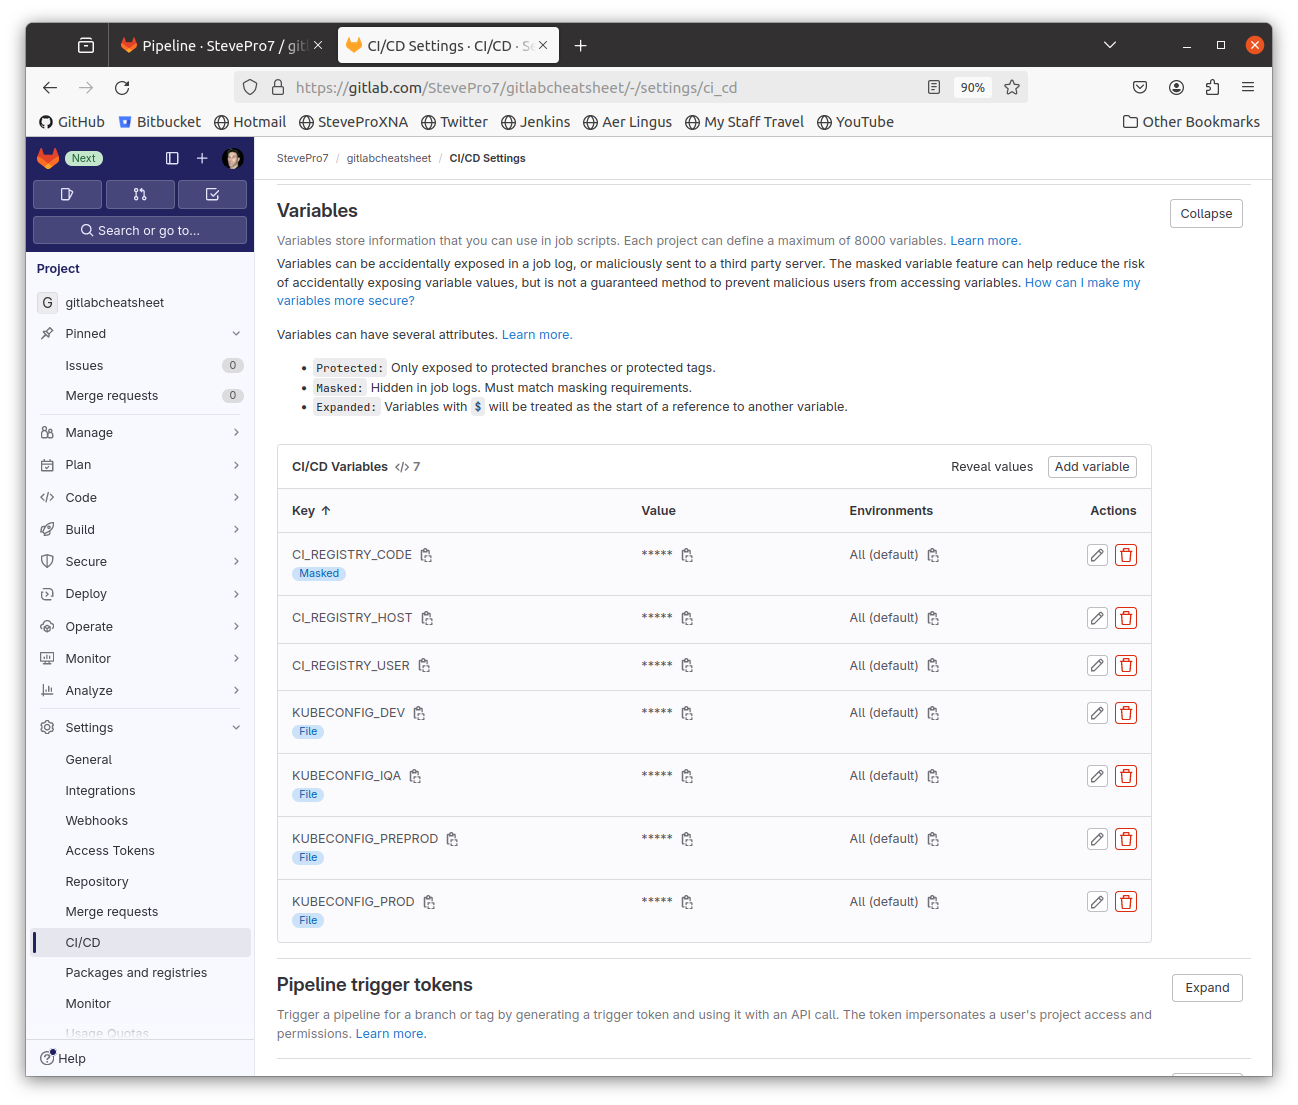 Pipeline · StevePro7 / git
CI/CD Settings · CI/CD · Se
https://gitlab.com/StevePro7/gitlabcheatsheet/-/settings/ci_cd
90%
GitHub
Bitbucket
Hotmail
SteveProXNA
Twitter
Jenkins
Aer Lingus
My Staff Travel
YouTube
Other Bookmarks
Next
Search or go to...
Project
G gitlabcheatsheet
Pinned
Issues 0
Merge requests 0
Manage
Plan
Code
Build
Secure
Deploy
Operate
Monitor
Analyze
Settings
General
Integrations
Webhooks
Access Tokens
Repository
Merge requests
CI/CD
Packages and registries
Monitor
Usage Quotas
Help
StevePro7 / gitlabcheatsheet / CI/CD Settings
Variables
Collapse
Variables store information that you can use in job scripts. Each project can define a maximum of 8000 variables. Learn more.
Variables can be accidentally exposed in a job log, or maliciously sent to a third party server. The masked variable feature can help reduce the risk
of accidentally exposing variable values, but is not a guaranteed method to prevent malicious users from accessing variables. How can I make my
variables more secure?
Variables can have several attributes. Learn more.
• Protected: Only exposed to protected branches or protected tags.
• Masked: Hidden in job logs. Must match masking requirements.
• Expanded: Variables with $ will be treated as the start of a reference to another variable.
CI/CD Variables </> 7
Reveal values
Add variable
Key ↑ Value Environments Actions
CI_REGISTRY_CODE ***** All (default)
Masked
CI_REGISTRY_HOST ***** All (default)
CI_REGISTRY_USER ***** All (default)
KUBECONFIG_DEV ***** All (default)
File
KUBECONFIG_IQA ***** All (default)
File
KUBECONFIG_PREPROD ***** All (default)
File
KUBECONFIG_PROD ***** All (default)
File
Pipeline trigger tokens
Expand
Trigger a pipeline for a branch or tag by generating a trigger token and using it with an API call. The token impersonates a user's project access and
permissions. Learn more.